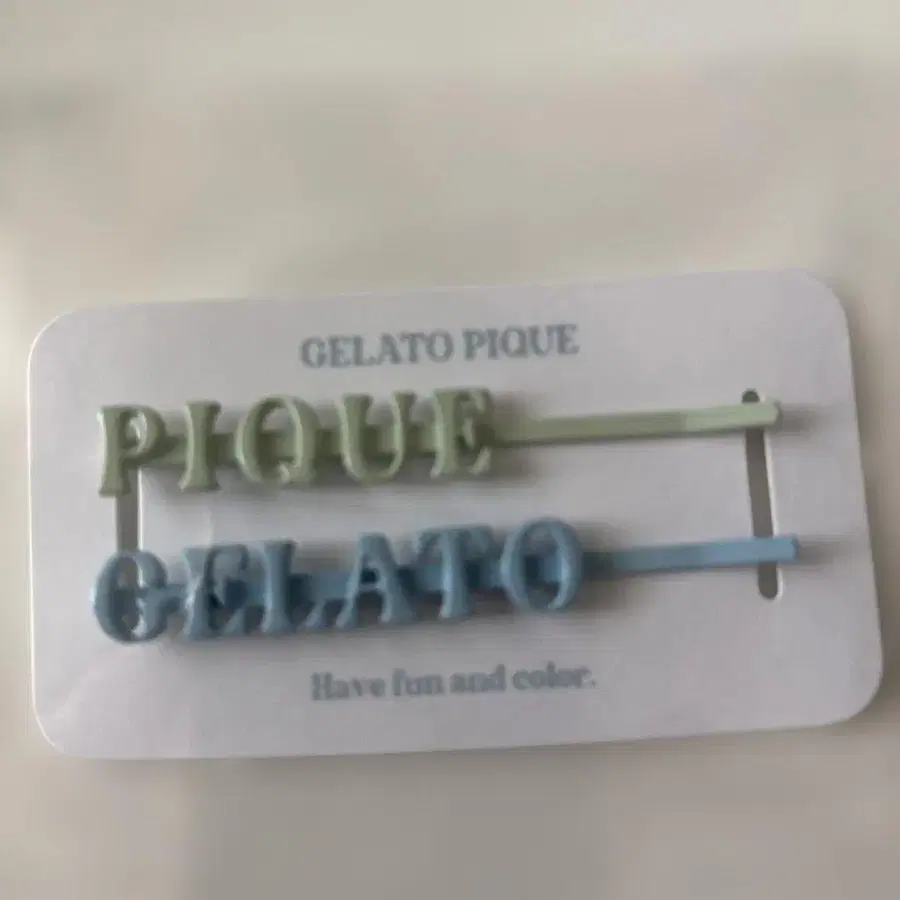 GELATO PIQUE
PIQUE
GELATO
Have fun and color.